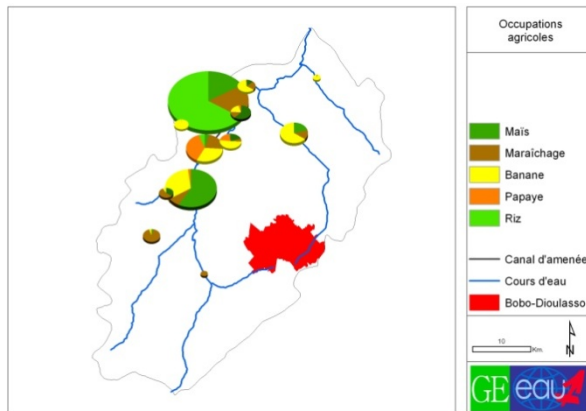 Occupations
agricoles
Maïs
Maraîchage
Banane
Papaye
Riz
Canal d'amenée
Cours d'eau
Bobo-Dioulasso
10
Km.
N
GE eau